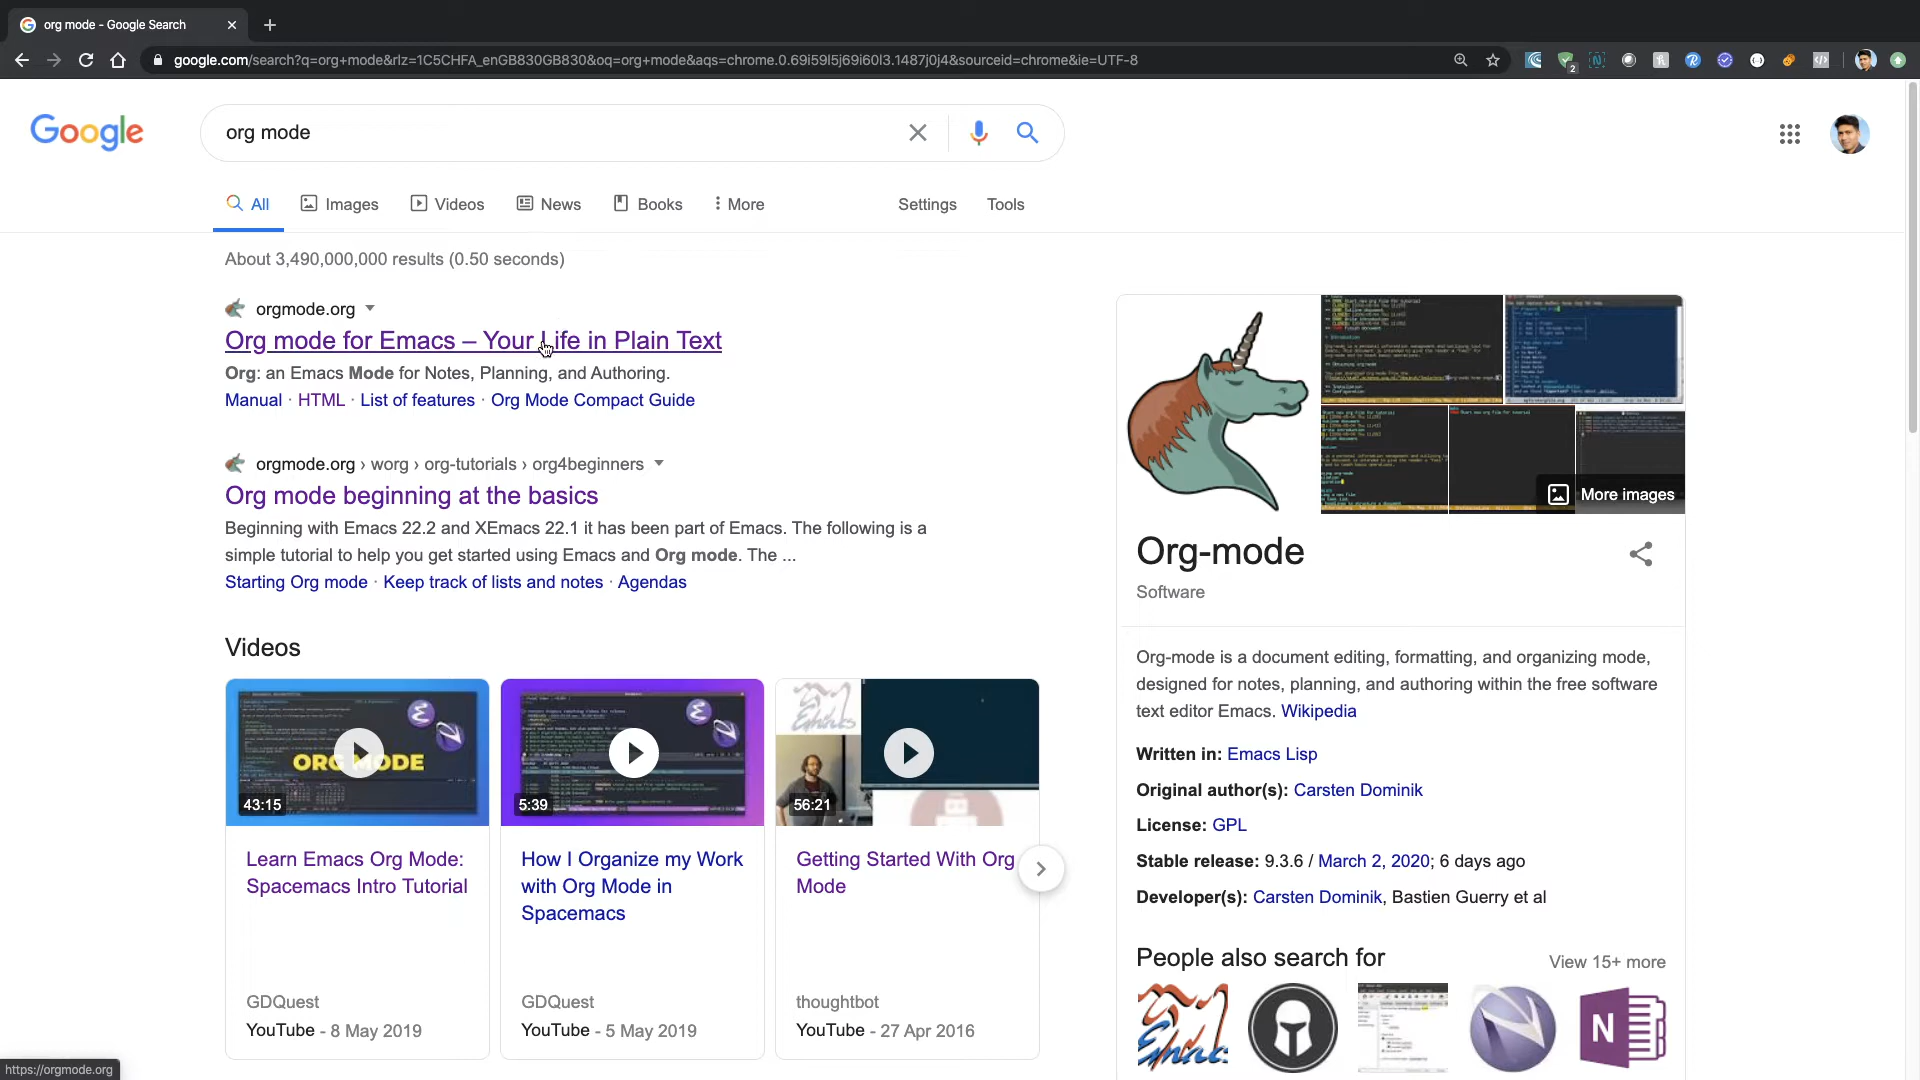 org mode - Google Search
google.com/search?q=org+mode&rlz=1C5CHFA_enGB830GB830&oq=org+mode&aqs=chrome.0.69i59l5j69i60l3.1487j0j4&sourceid=chrome&ie=UTF-8
2
Google
org mode
All
Images
Videos
News
Books
More
Settings
Tools
About 3,490,000,000 results (0.50 seconds)
orgmode.org
Org mode for Emacs – Your Life in Plain Text
Org: an Emacs Mode for Notes, Planning, and Authoring.
Manual · HTML · List of features · Org Mode Compact Guide
orgmode.org › worg › org-tutorials › org4beginners
Org mode beginning at the basics
Beginning with Emacs 22.2 and XEmacs 22.1 it has been part of Emacs. The following is a
simple tutorial to help you get started using Emacs and Org mode. The ...
Starting Org mode · Keep track of lists and notes · Agendas
Videos
ORG MODE
43:15
Learn Emacs Org Mode:
Spacemacs Intro Tutorial
GDQuest
YouTube - 8 May 2019
5:39
How I Organize my Work
with Org Mode in
Spacemacs
GDQuest
YouTube - 5 May 2019
Emacs
56:21
Getting Started With Org
Mode
thoughtbot
YouTube - 27 Apr 2016
More images
Org-mode
Software
Org-mode is a document editing, formatting, and organizing mode,
designed for notes, planning, and authoring within the free software
text editor Emacs. Wikipedia
Written in: Emacs Lisp
Original author(s): Carsten Dominik
License: GPL
Stable release: 9.3.6 / March 2, 2020; 6 days ago
Developer(s): Carsten Dominik, Bastien Guerry et al
People also search for
View 15+ more
Emacs
N
https://orgmode.org